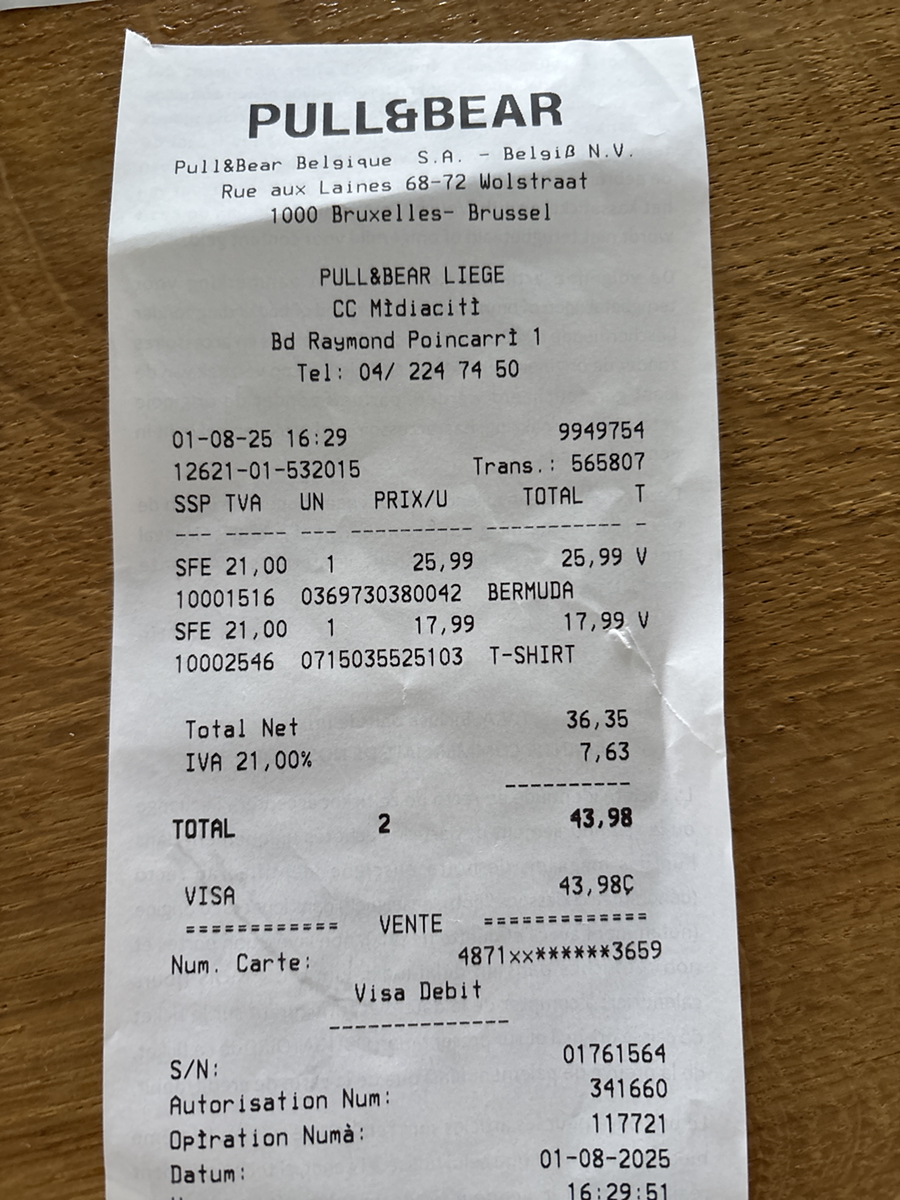 PULL&BEAR
Pull&Bear Belgique S.A. - Belgiß N.V.
Rue aux Laines 68-72 Wolstraat
1000 Bruxelles- Brussel
PULL&BEAR LIEGE
CC Mìdiacitì
Bd Raymond Poincarrì 1
Tel: 04/ 224 74 50
01-08-25 16:29 9949754
12621-01-532015 Trans.: 565807
SSP TVA UN PRIX/U TOTAL T
--- ----- --- ---------- ----------- -
SFE 21,00 1 25,99 25,99 V
10001516 0369730380042 BERMUDA
SFE 21,00 1 17,99 17,99 V
10002546 0715035525103 T-SHIRT
Total Net 36,35
IVA 21,00% 7,63
----------
TOTAL 2 43,98
VISA 43,98Ç
============ VENTE =============
Num. Carte: 4871xx******3659
Visa Debit
--------------
S/N: 01761564
Autorisation Num: 341660
Opìration Numà: 117721
Datum: 01-08-2025
16:29:51